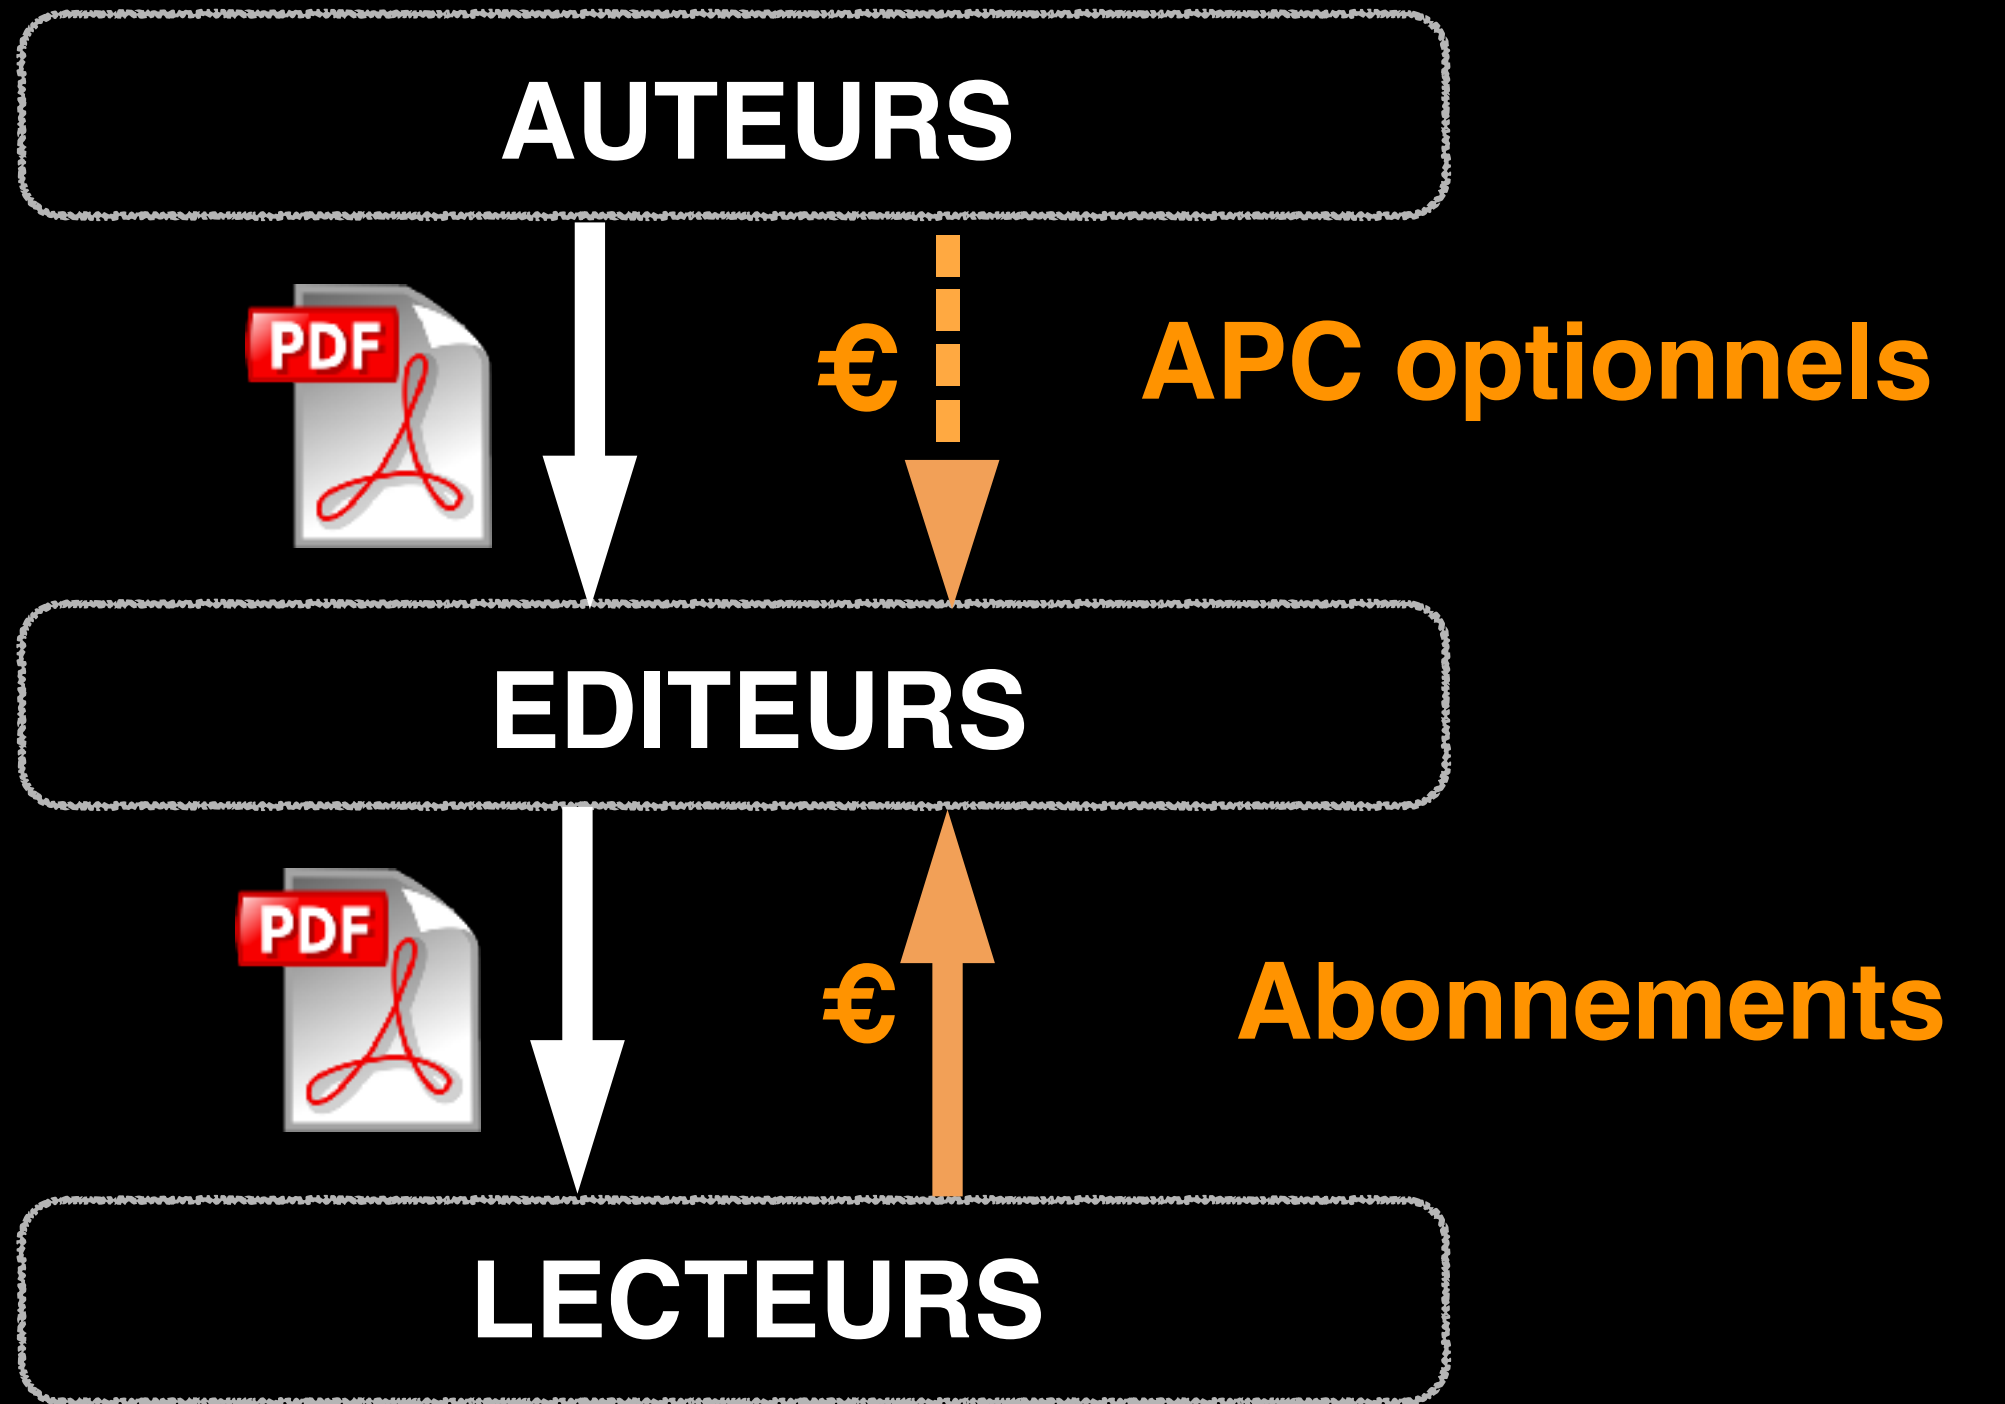 AUTEURS
PDF
€
APC optionnels
EDITEURS
PDF
€
Abonnements
LECTEURS